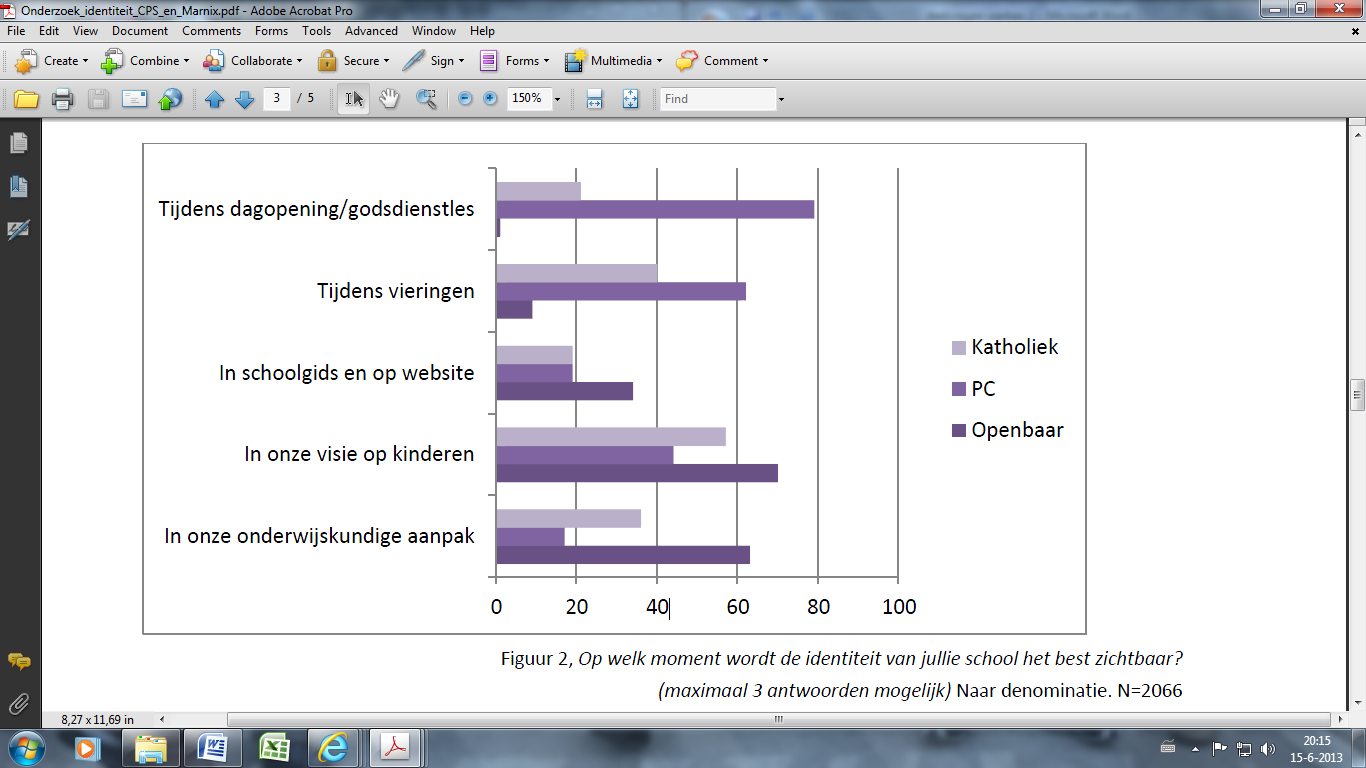 Onderzoek_identiteit_CPS_en_Marnix.pdf - Adobe Acrobat Pro
File Edit View Document Comments Forms Tools Advanced Window Help
Create Combine Collaborate Secure Sign Forms Multimedia Comment
3 / 5 150% Find
Tijdens dagopening/godsdienstles
Tijdens vieringen
In schoolgids en op website
In onze visie op kinderen
In onze onderwijskundige aanpak
Katholiek
PC
Openbaar
0 20 40 60 80 100
Figuur 2, Op welk moment wordt de identiteit van jullie school het best zichtbaar?
(maximaal 3 antwoorden mogelijk) Naar denominatie. N=2066
8,27 x 11,69 in
20:15
15-6-2013